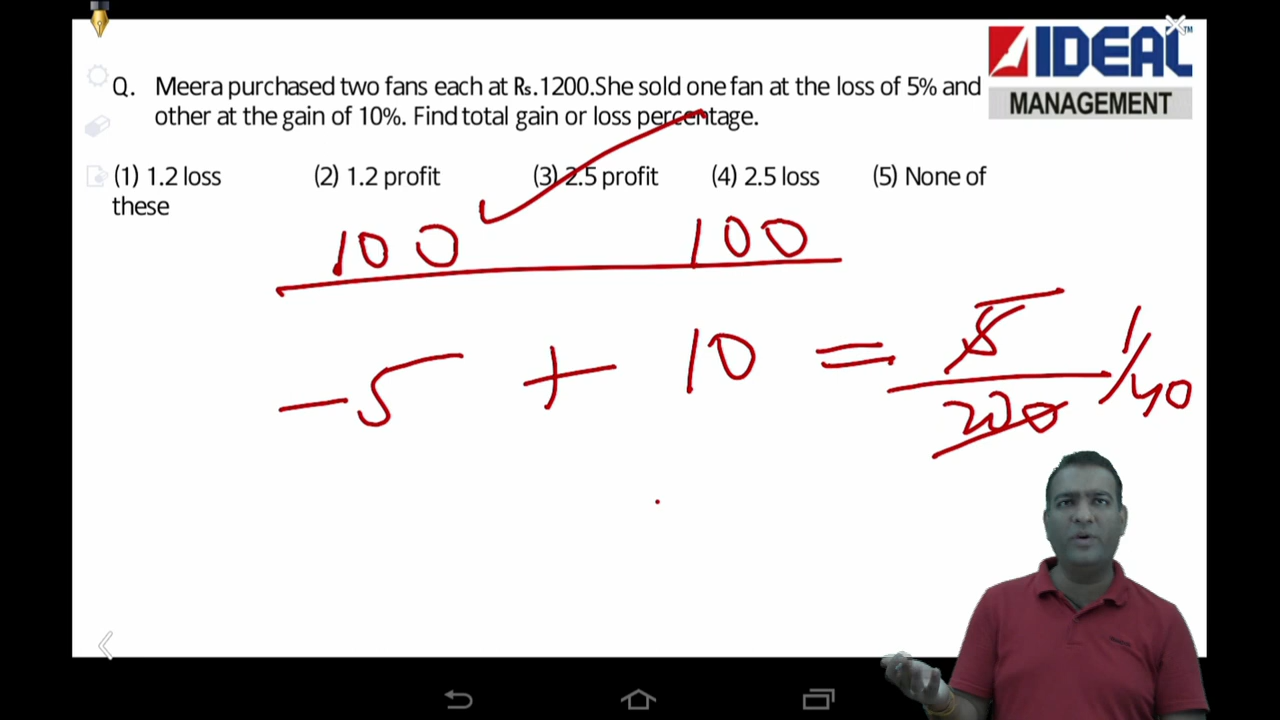 IDEAL™
MANAGEMENT
Q. Meera purchased two fans each at Rs.1200.She sold one fan at the loss of 5% and
other at the gain of 10%. Find total gain or loss percentage.
(1) 1.2 loss (2) 1.2 profit (3) 2.5 profit (4) 2.5 loss (5) None of
these
100 100
-5 + 10 = 5/200 1/40